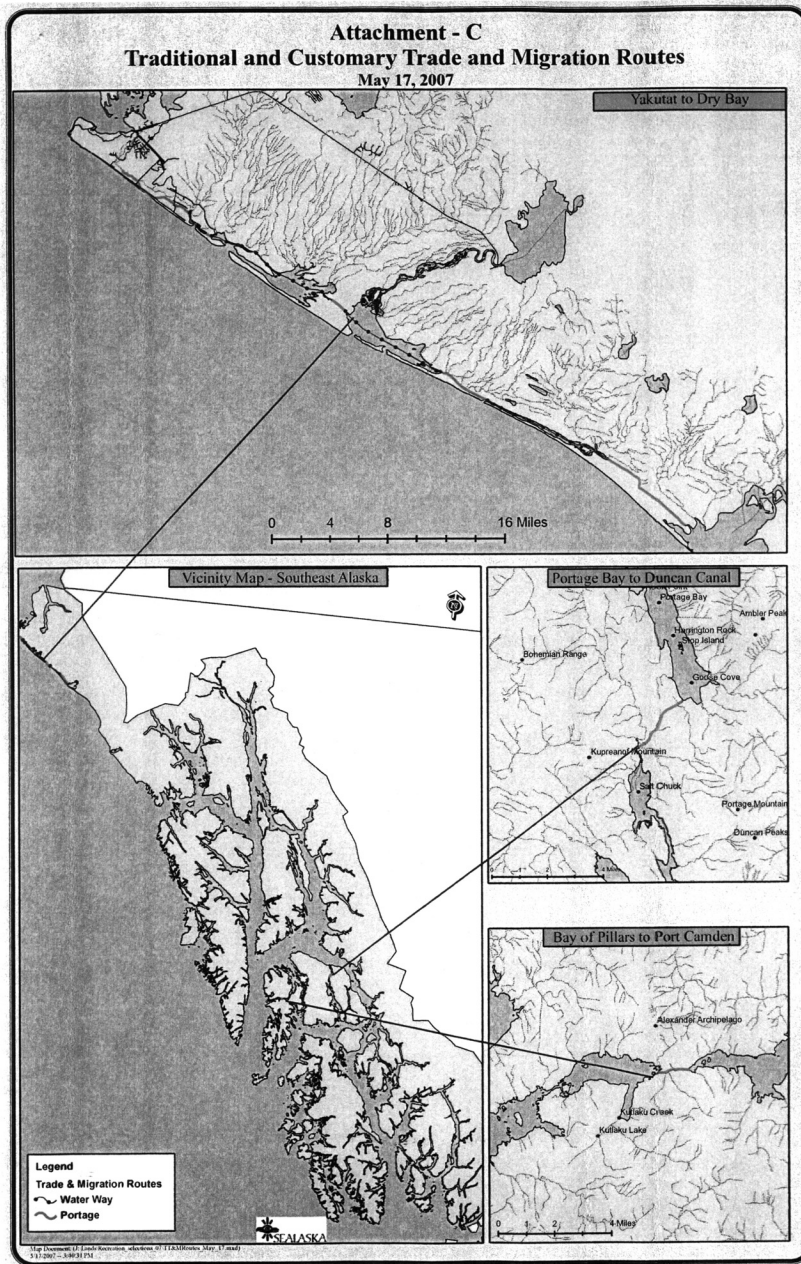 Attachment - C
Traditional and Customary Trade and Migration Routes
May 17, 2007
Yakutat to Dry Bay
0 4 8 16 Miles
Vicinity Map - Southeast Alaska
Portage Bay to Duncan Canal
Portage Bay
Ambler Peak
Harrington Rock
Stop Island
Bohemian Range
Goose Cove
Kupreanof Mountain
Salt Chuck
Portage Mountain
Duncan Peaks
Bay of Pillars to Port Camden
Alexander Archipelago
Kutlaku Creek
Kutlaku Lake
0 2 4 Miles
Legend
Trade & Migration Routes
Water Way
Portage
SEALASKA